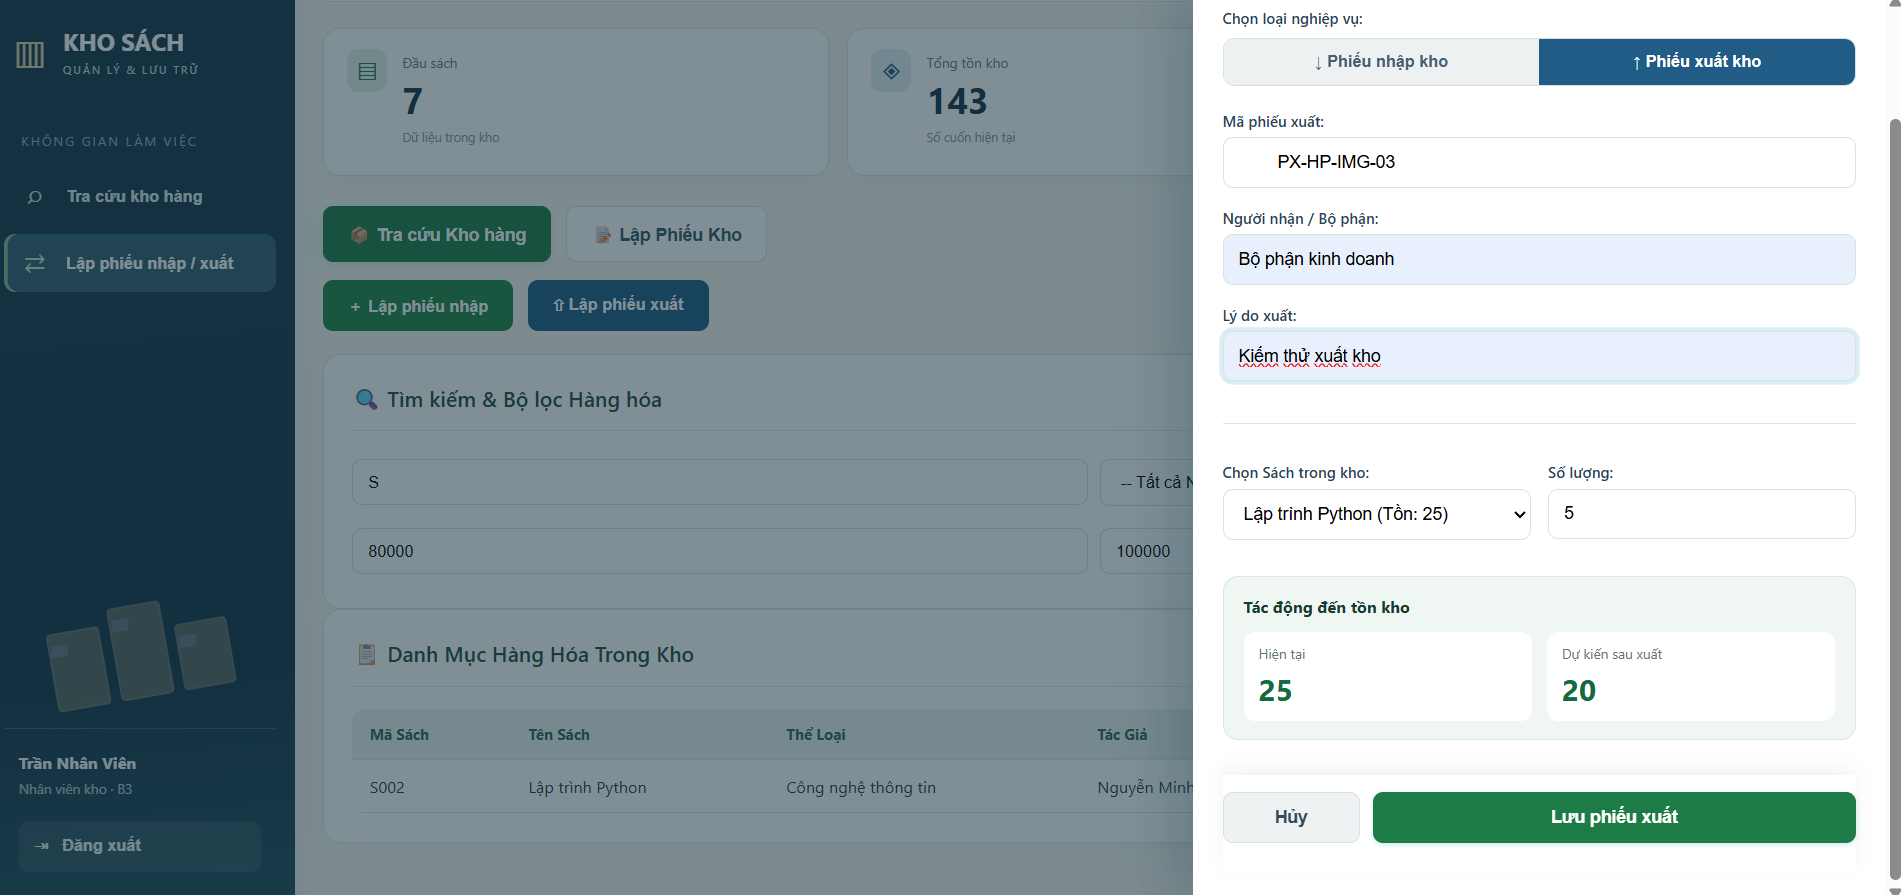 KHO SÁCH
QUẢN LÝ & LƯU TRỮ
KHÔNG GIAN LÀM VIỆC
Tra cứu kho hàng
Lập phiếu nhập / xuất
Trần Nhân Viên
Nhân viên kho · B3
Đăng xuất
Đầu sách
7
Dữ liệu trong kho
Tổng tồn kho
143
Số cuốn hiện tại
Tra cứu Kho hàng
Lập Phiếu Kho
+ Lập phiếu nhập
⇧ Lập phiếu xuất
Tìm kiếm & Bộ lọc Hàng hóa
S
-- Tất cả N
80000
100000
Danh Mục Hàng Hóa Trong Kho
Mã Sách Tên Sách Thể Loại Tác Giả
S002 Lập trình Python Công nghệ thông tin Nguyễn Minh
Chọn loại nghiệp vụ:
↓ Phiếu nhập kho
↑ Phiếu xuất kho
Mã phiếu xuất:
PX-HP-IMG-03
Người nhận / Bộ phận:
Bộ phận kinh doanh
Lý do xuất:
Kiểm thử xuất kho
Chọn Sách trong kho: Số lượng:
Lập trình Python (Tồn: 25) 5
Tác động đến tồn kho
Hiện tại Dự kiến sau xuất
25 20
Hủy Lưu phiếu xuất